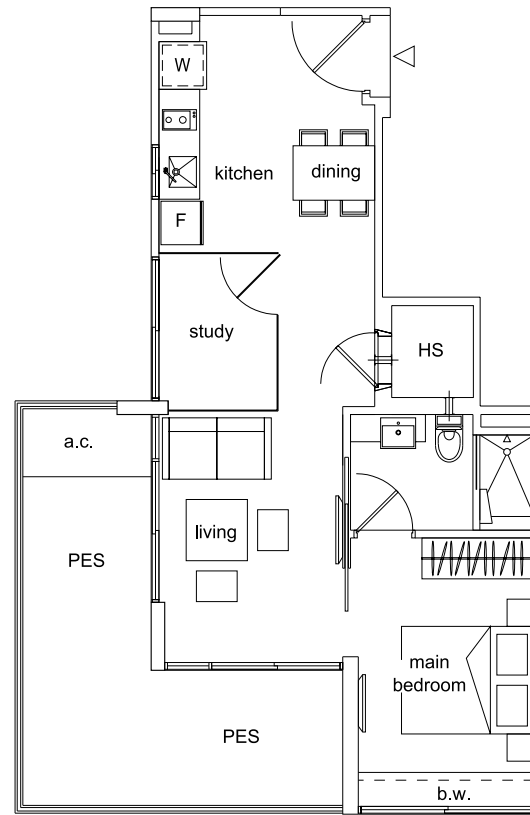 W
kitchen
dining
F
study
HS
a.c.
living
PES
main
bedroom
PES
b.w.